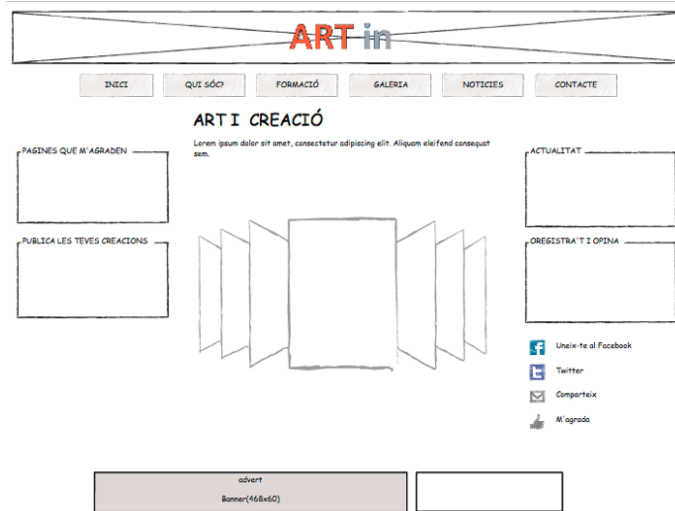 ART in
INICI
QUI SÓC?
FORMACIÓ
GALERIA
NOTICIES
CONTACTE
ART I CREACIÓ
Lorem ipsum dolor sit amet, consectetur adipiscing elit. Aliquam eleifend consequat
sem.
PAGINES QUE M'AGRADEN
PUBLICA LES TEVES CREACIONS
ACTUALITAT
OREGISTRA'T I OPINA
Uneix-te al Facebook
Twitter
Comparteix
M'agrada
advert
Banner(468x60)